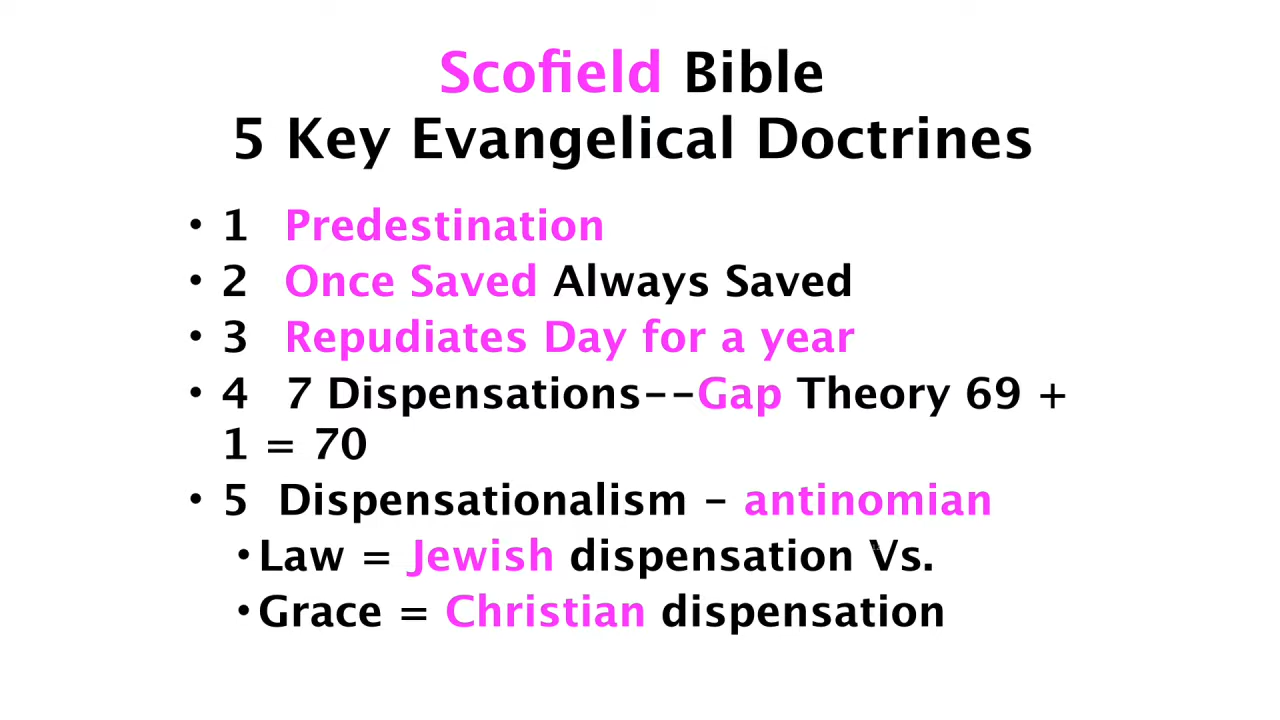 Scofield Bible
5 Key Evangelical Doctrines
• 1 Predestination
• 2 Once Saved Always Saved
• 3 Repudiates Day for a year
• 4 7 Dispensations--Gap Theory 69 +
1 = 70
• 5 Dispensationalism - antinomian
• Law = Jewish dispensation Vs.
• Grace = Christian dispensation